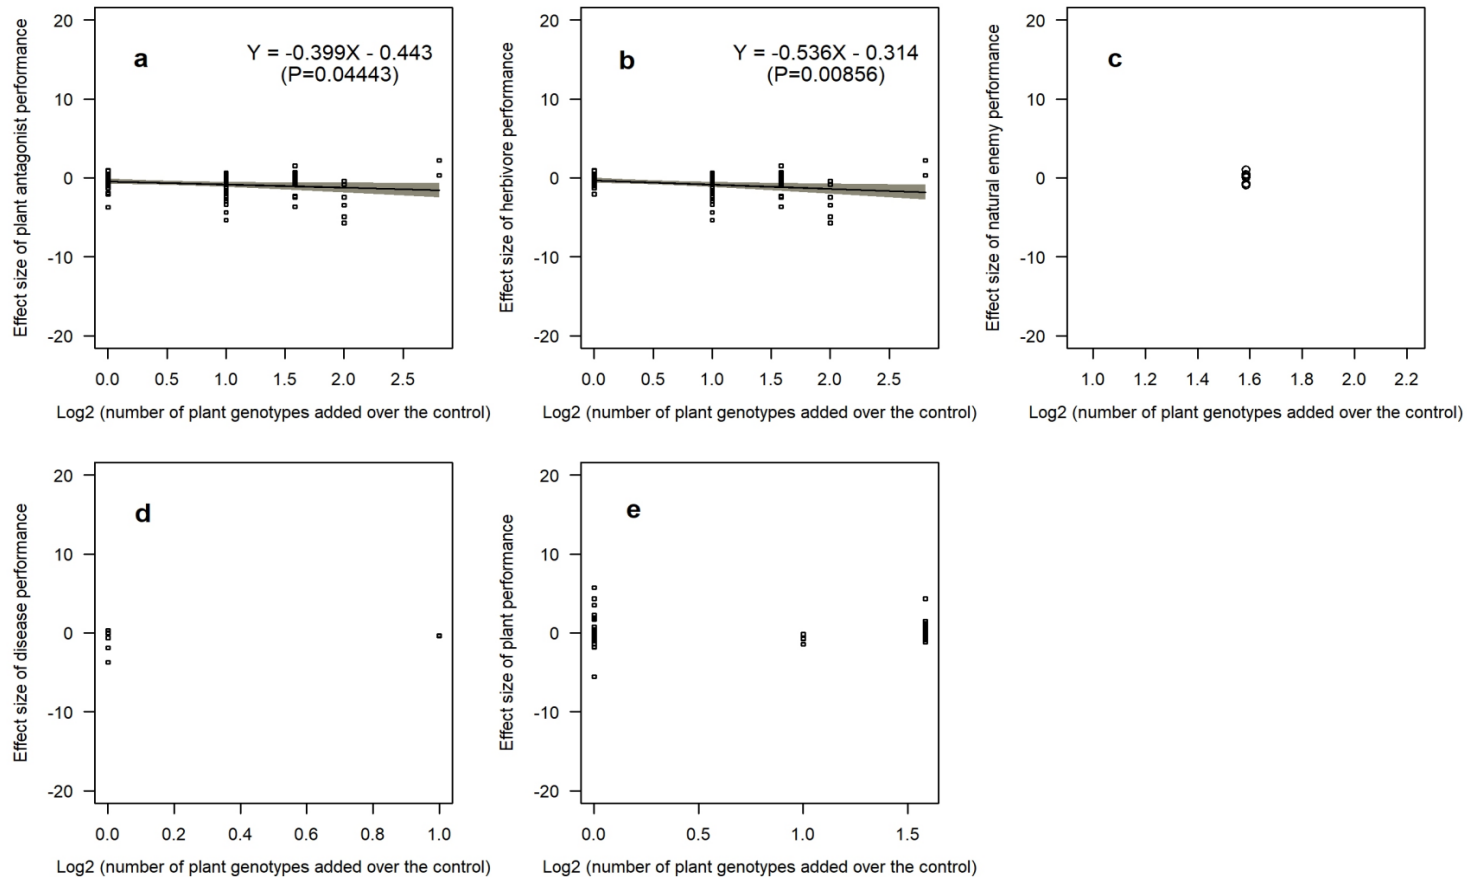 a
Y = -0.399X - 0.443
(P=0.04443)
Effect size of plant antagonist performance
20
10
0
-10
-20
0.0 0.5 1.0 1.5 2.0 2.5
Log2 (number of plant genotypes added over the control)
b
Y = -0.536X - 0.314
(P=0.00856)
Effect size of herbivore performance
20
10
0
-10
-20
0.0 0.5 1.0 1.5 2.0 2.5
Log2 (number of plant genotypes added over the control)
c
Effect size of natural enemy performance
20
10
0
-10
-20
1.0 1.2 1.4 1.6 1.8 2.0 2.2
Log2 (number of plant genotypes added over the control)
d
Effect size of disease performance
20
10
0
-10
-20
0.0 0.2 0.4 0.6 0.8 1.0
Log2 (number of plant genotypes added over the control)
e
Effect size of plant performance
20
10
0
-10
-20
0.0 0.5 1.0 1.5
Log2 (number of plant genotypes added over the control)